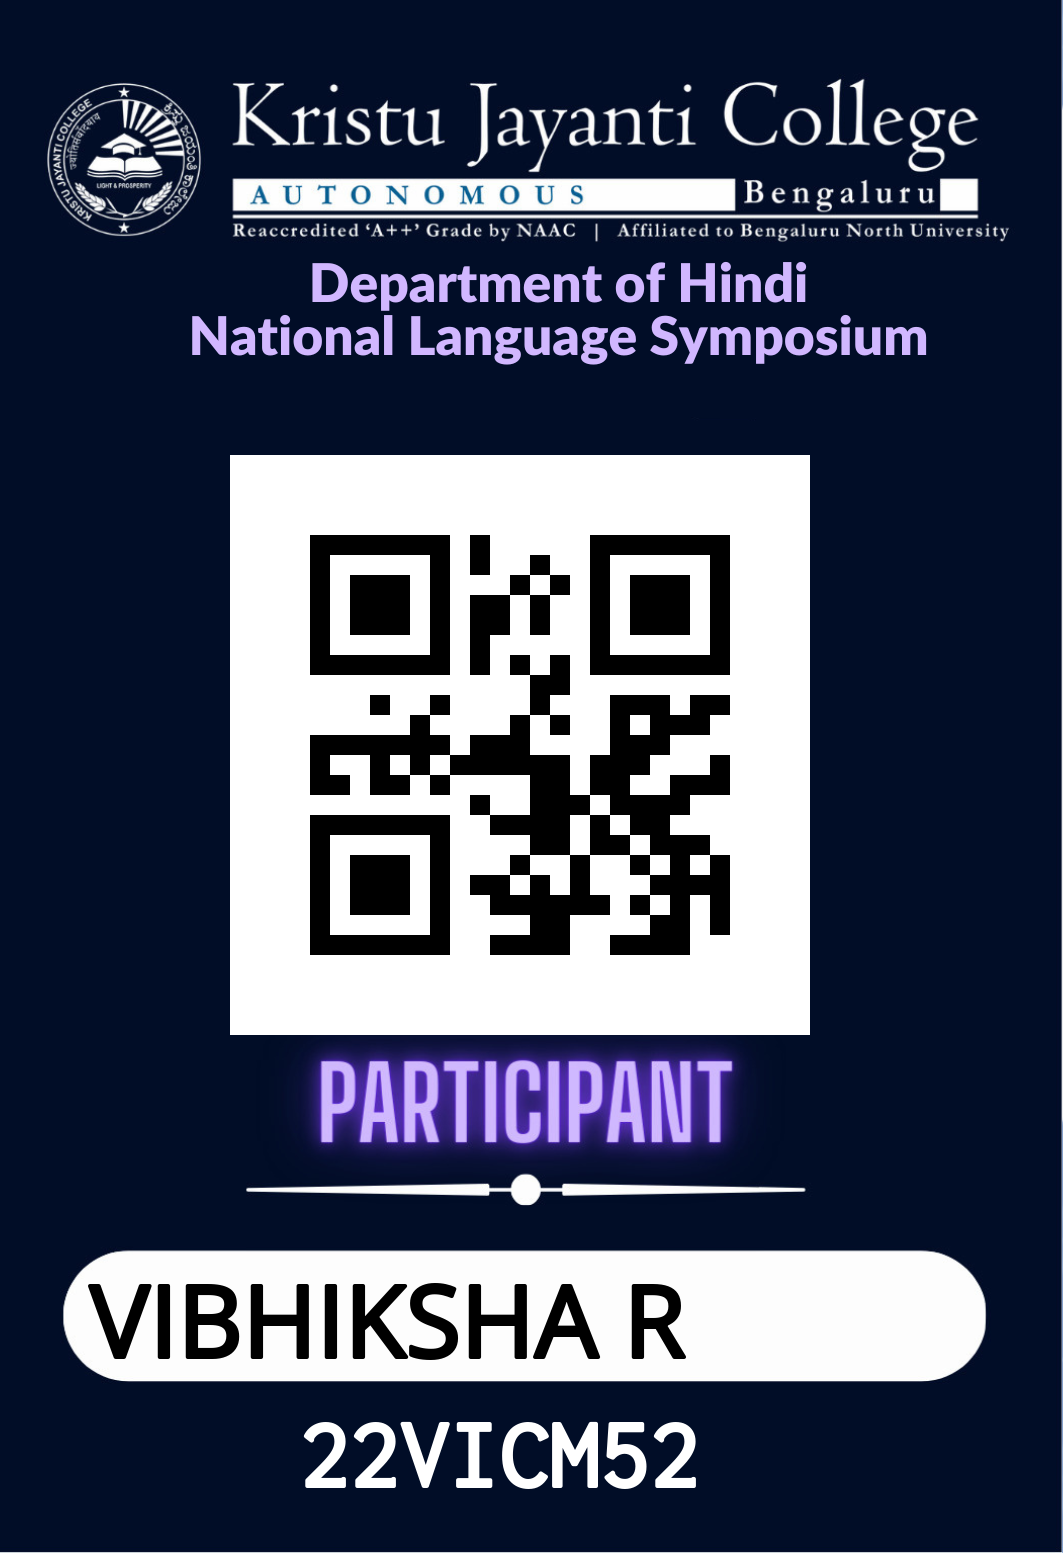 KRISTU JAYANTI COLLEGE
LIGHT & PROSPERITY
Kristu Jayanti College
AUTONOMOUS Bengaluru
Reaccredited ‘A++’ Grade by NAAC | Affiliated to Bengaluru North University
Department of Hindi
National Language Symposium
PARTICIPANT
VIBHIKSHA R
22VICM52